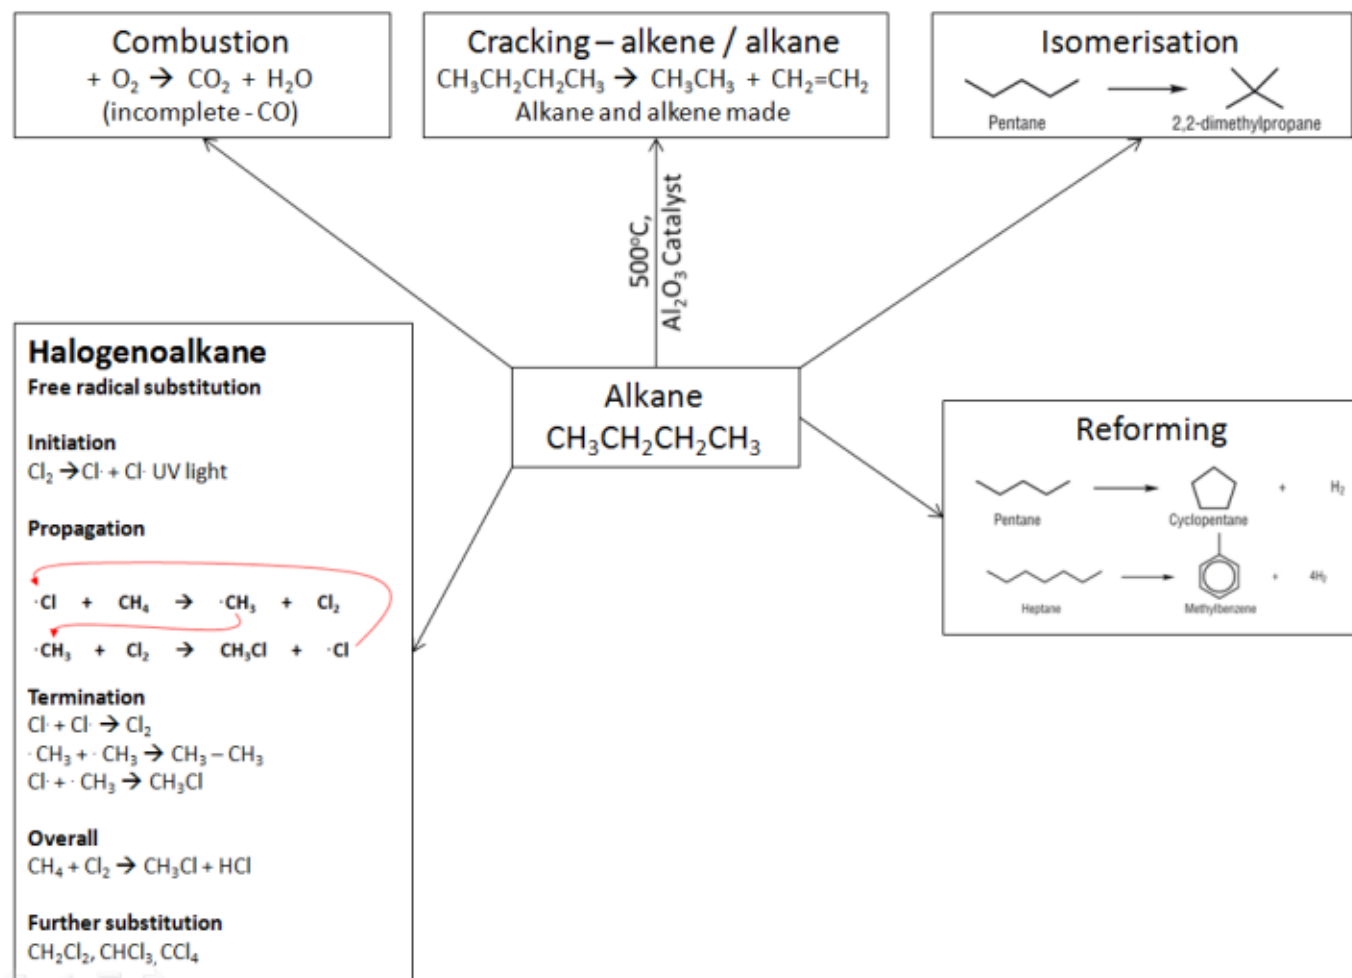 Combustion
+ O₂ → CO₂ + H₂O
(incomplete - CO)
Cracking – alkene / alkane
CH₃CH₂CH₂CH₃ → CH₃CH₃ + CH₂=CH₂
Alkane and alkene made
Isomerisation
Pentane
2,2-dimethylpropane
500°C,
Al₂O₃ Catalyst
Alkane
CH₃CH₂CH₂CH₃
Halogenoalkane
Free radical substitution
Initiation
Cl₂ → Cl· + Cl· UV light
Propagation
·Cl + CH₄ → ·CH₃ + Cl₂
·CH₃ + Cl₂ → CH₃Cl + ·Cl
Termination
Cl· + Cl· → Cl₂
·CH₃ + ·CH₃ → CH₃ – CH₃
Cl· + ·CH₃ → CH₃Cl
Overall
CH₄ + Cl₂ → CH₃Cl + HCl
Further substitution
CH₂Cl₂, CHCl₃, CCl₄
Reforming
Pentane
Cyclopentane
+ H₂
Heptane
Methylbenzene
+ 4H₂